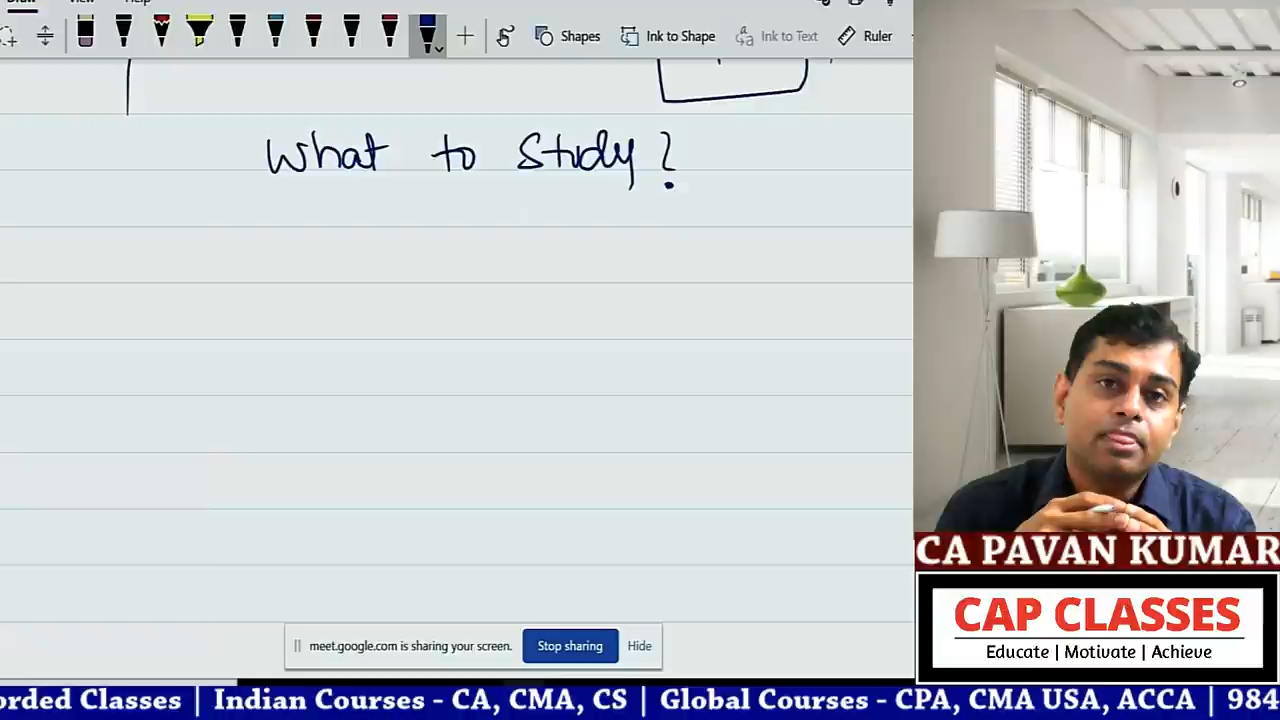 Help
Shapes
Ink to Shape
Ink to Text
Ruler
What to Study?
meet.google.com is sharing your screen.
Stop sharing
Hide
CA PAVAN KUMAR
CAP CLASSES
Educate | Motivate | Achieve
orded Classes | Indian Courses - CA, CMA, CS | Global Courses - CPA, CMA USA, ACCA | 984